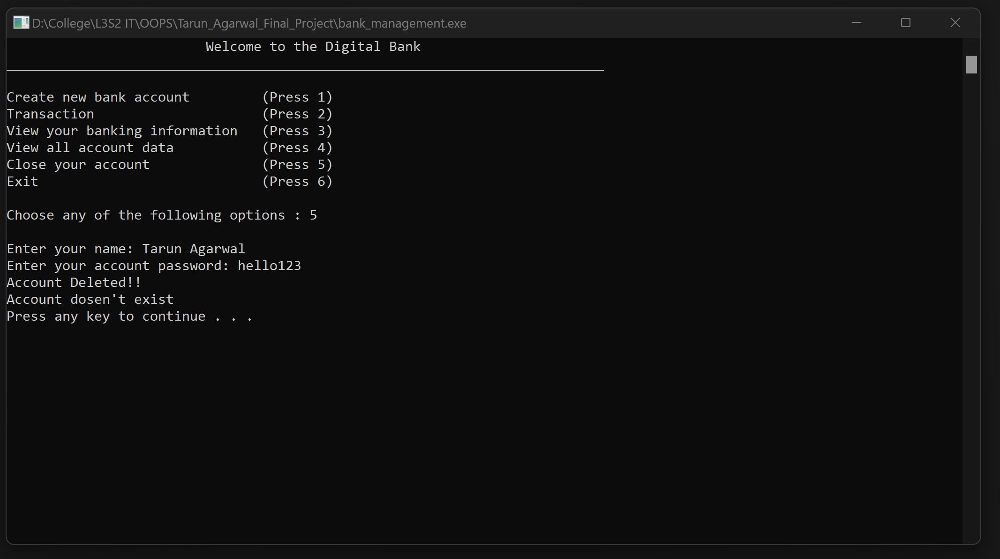 D:\College\L3S2 IT\OOPS\Tarun_Agarwal_Final_Project\bank_management.exe
Welcome to the Digital Bank
Create new bank account (Press 1)
Transaction (Press 2)
View your banking information (Press 3)
View all account data (Press 4)
Close your account (Press 5)
Exit (Press 6)
Choose any of the following options : 5
Enter your name: Tarun Agarwal
Enter your account password: hello123
Account Deleted!!
Account dosen't exist
Press any key to continue . . .